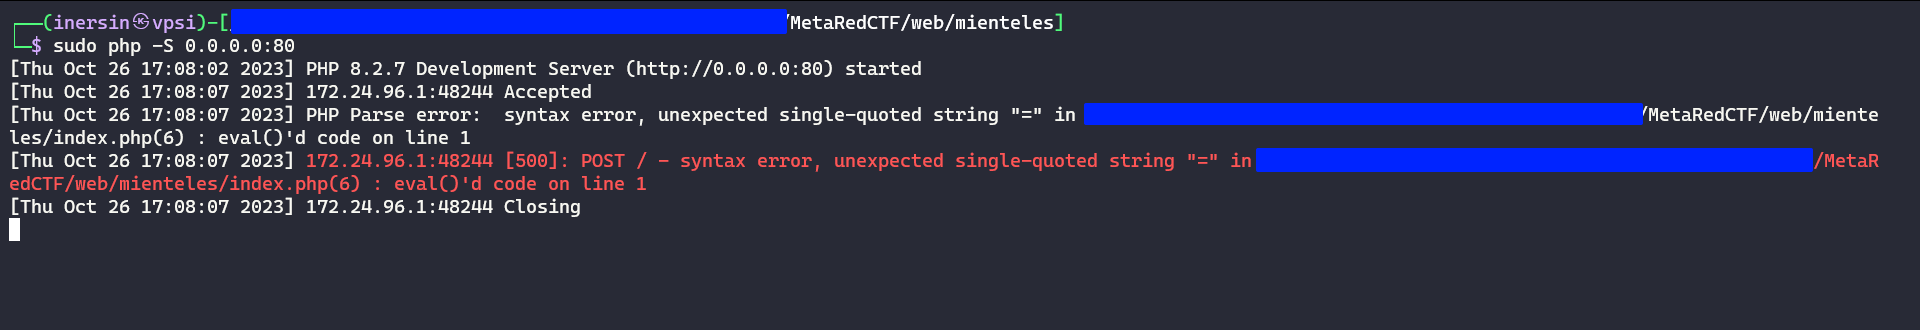 ┌──(inersin㉿vpsi)-[/MetaRedCTF/web/mienteles]
└─$ sudo php -S 0.0.0.0:80
[Thu Oct 26 17:08:02 2023] PHP 8.2.7 Development Server (http://0.0.0.0:80) started
[Thu Oct 26 17:08:07 2023] 172.24.96.1:48244 Accepted
[Thu Oct 26 17:08:07 2023] PHP Parse error:  syntax error, unexpected single-quoted string "=" in /MetaRedCTF/web/miente
les/index.php(6) : eval()'d code on line 1
[Thu Oct 26 17:08:07 2023] 172.24.96.1:48244 [500]: POST / - syntax error, unexpected single-quoted string "=" in /MetaR
edCTF/web/mienteles/index.php(6) : eval()'d code on line 1
[Thu Oct 26 17:08:07 2023] 172.24.96.1:48244 Closing